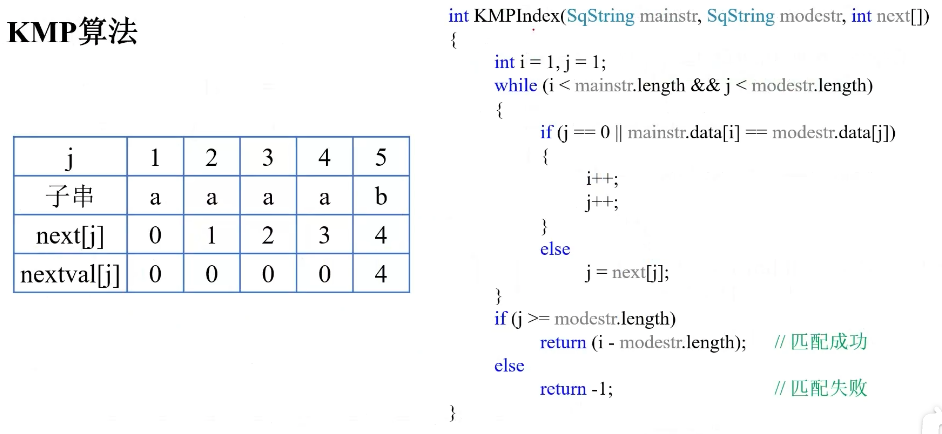 KMP算法
j 1 2 3 4 5
子串 a a a a b
next[j] 0 1 2 3 4
nextval[j] 0 0 0 0 4
int KMPIndex(SqString mainstr, SqString modestr, int next[])
{
int i = 1, j = 1;
while (i < mainstr.length && j < modestr.length)
{
if (j == 0 || mainstr.data[i] == modestr.data[j])
{
i++;
j++;
}
else
j = next[j];
}
if (j >= modestr.length)
return (i - modestr.length); // 匹配成功
else
return -1; // 匹配失败
}